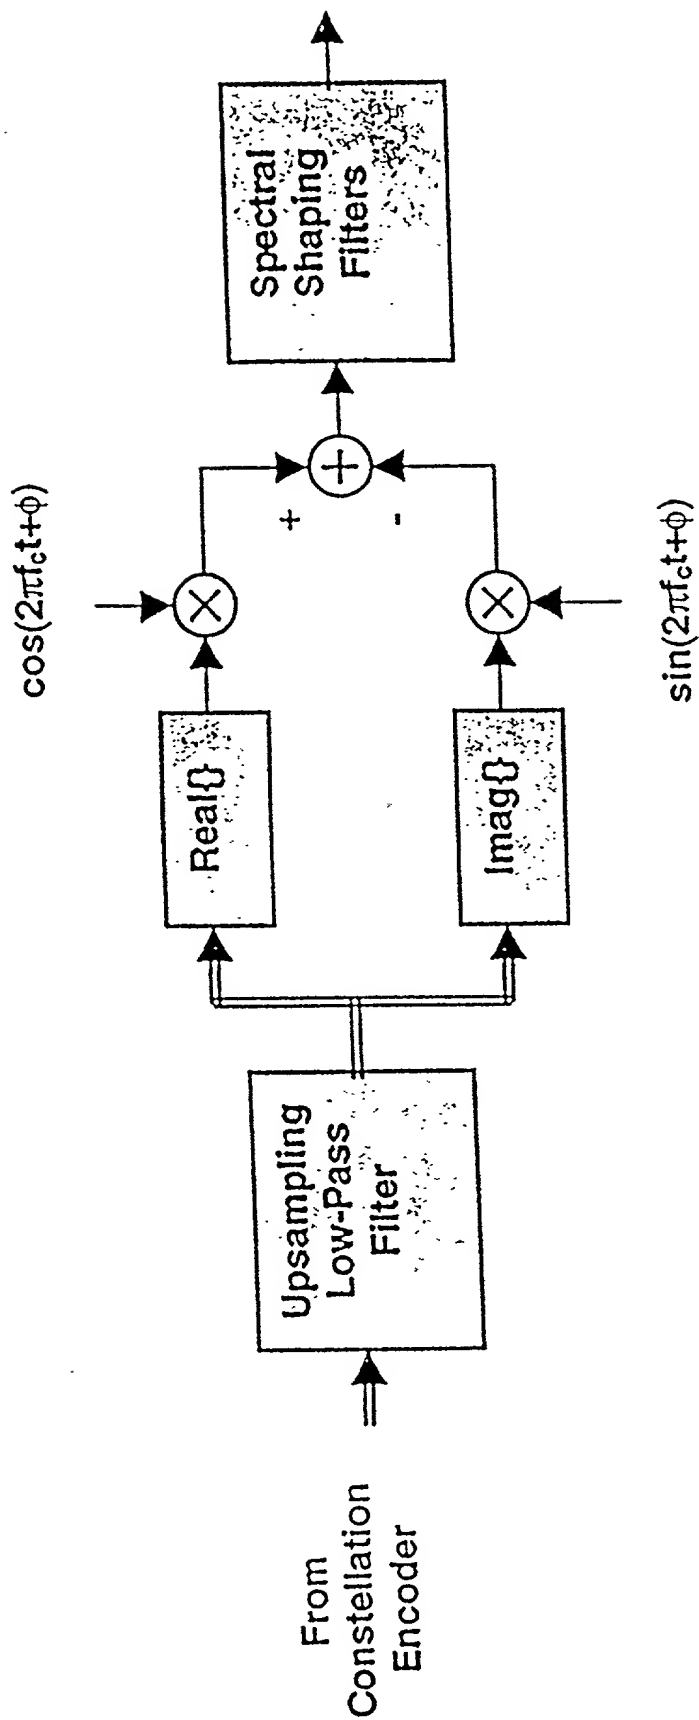 From
Constellation
Encoder
Upsampling
Low-Pass
Filter
Real{}
Imag{}
cos(2πf_ct+ϕ)
sin(2πf_ct+ϕ)
+
-
Spectral
Shaping
Filters